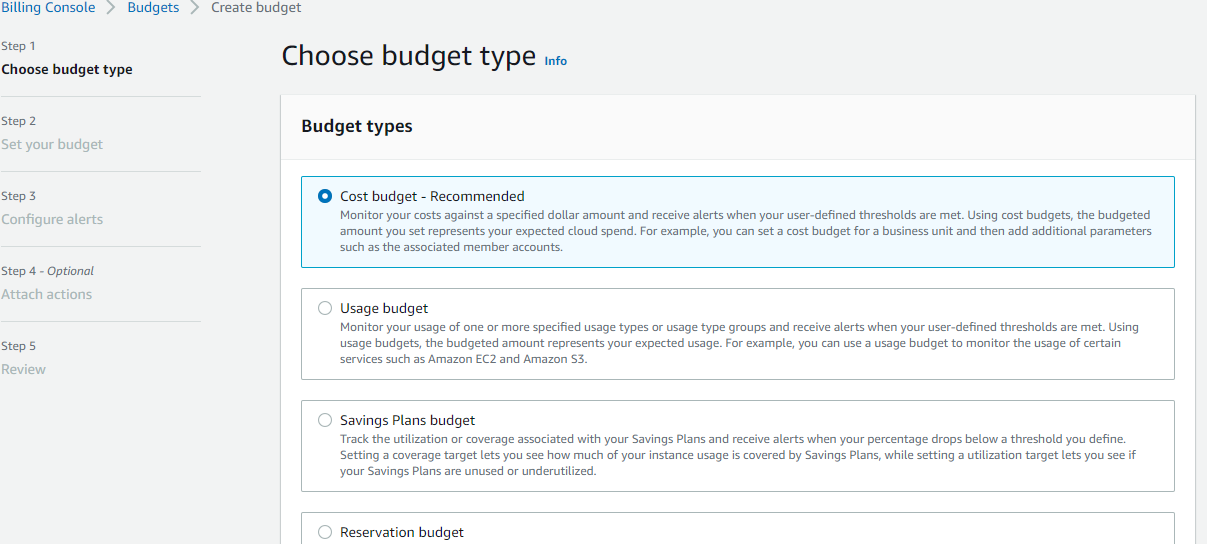 Billing Console > Budgets > Create budget
Step 1
Choose budget type
Step 2
Set your budget
Step 3
Configure alerts
Step 4 - Optional
Attach actions
Step 5
Review
Choose budget type Info
Budget types
Cost budget - Recommended
Monitor your costs against a specified dollar amount and receive alerts when your user-defined thresholds are met. Using cost budgets, the budgeted
amount you set represents your expected cloud spend. For example, you can set a cost budget for a business unit and then add additional parameters
such as the associated member accounts.
Usage budget
Monitor your usage of one or more specified usage types or usage type groups and receive alerts when your user-defined thresholds are met. Using
usage budgets, the budgeted amount represents your expected usage. For example, you can use a usage budget to monitor the usage of certain
services such as Amazon EC2 and Amazon S3.
Savings Plans budget
Track the utilization or coverage associated with your Savings Plans and receive alerts when your percentage drops below a threshold you define.
Setting a coverage target lets you see how much of your instance usage is covered by Savings Plans, while setting a utilization target lets you see if
your Savings Plans are unused or underutilized.
Reservation budget